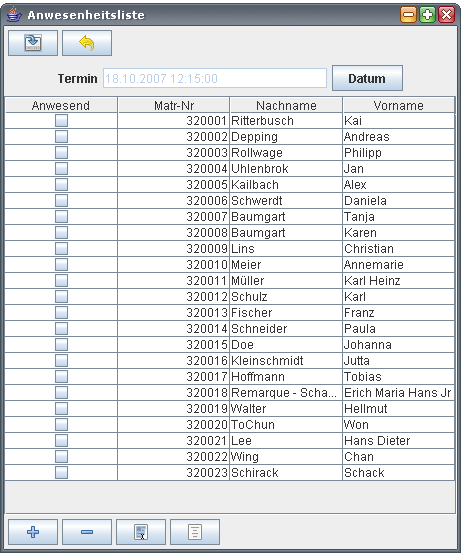 Anwesenheitsliste
Termin 18.10.2007 12:15:00 Datum
Anwesend Matr-Nr Nachname Vorname
320001 Ritterbusch Kai
320002 Depping Andreas
320003 Rollwage Philipp
320004 Uhlenbrok Jan
320005 Kailbach Alex
320006 Schwerdt Daniela
320007 Baumgart Tanja
320008 Baumgart Karen
320009 Lins Christian
320010 Meier Annemarie
320011 Müller Karl Heinz
320012 Schulz Karl
320013 Fischer Franz
320014 Schneider Paula
320015 Doe Johanna
320016 Kleinschmidt Jutta
320017 Hoffmann Tobias
320018 Remarque - Scha... Erich Maria Hans Jr
320019 Walter Hellmut
320020 ToChun Won
320021 Lee Hans Dieter
320022 Wing Chan
320023 Schirack Schack